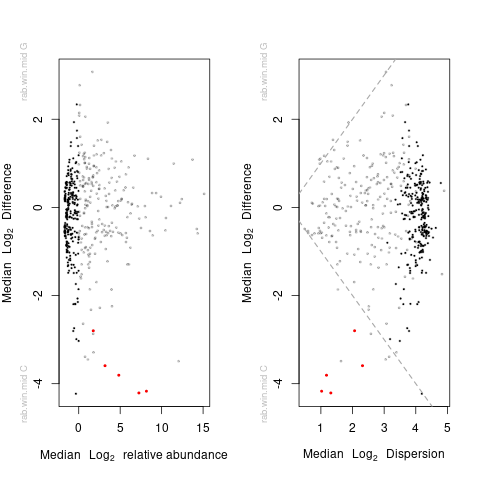 rab.win.mid G
rab.win.mid C
Median Log2 Difference
2
0
-2
-4
0 5 10 15
Median Log2 relative abundance
rab.win.mid G
rab.win.mid C
Median Log2 Difference
2
0
-2
-4
1 2 3 4 5
Median Log2 Dispersion